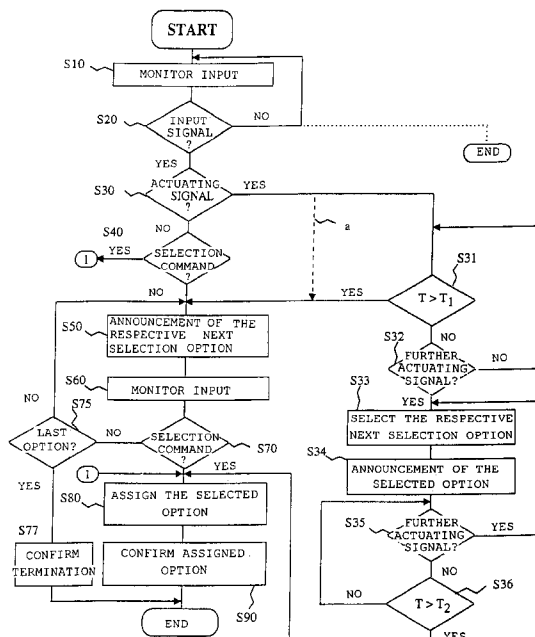 START
S10
MONITOR INPUT
S20
INPUT
SIGNAL
?
NO
END
YES
S30
ACTUATING
SIGNAL
?
YES
a
NO
S40
YES
1
SELECTION
COMMAND
?
S31
T>T1
YES
NO
NO
S50
ANNOUNCEMENT OF THE
RESPECTIVE NEXT
SELECTION OPTION
S32
FURTHER
ACTUATING
SIGNAL?
NO
YES
S60
MONITOR INPUT
S33
SELECT THE RESPECTIVE
NEXT SELECTION OPTION
NO
S75
LAST
OPTION?
NO
SELECTION
COMMAND
?
S70
YES
S34
ANNOUNCEMENT OF THE
SELECTED OPTION
1
YES
S80
ASSIGN THE SELECTED
OPTION
S35
FURTHER
ACTUATING
SIGNAL?
YES
S77
CONFIRM
TERMINATION
CONFIRM ASSIGNED
OPTION
S90
NO
S36
NO
T>T2
YES
END